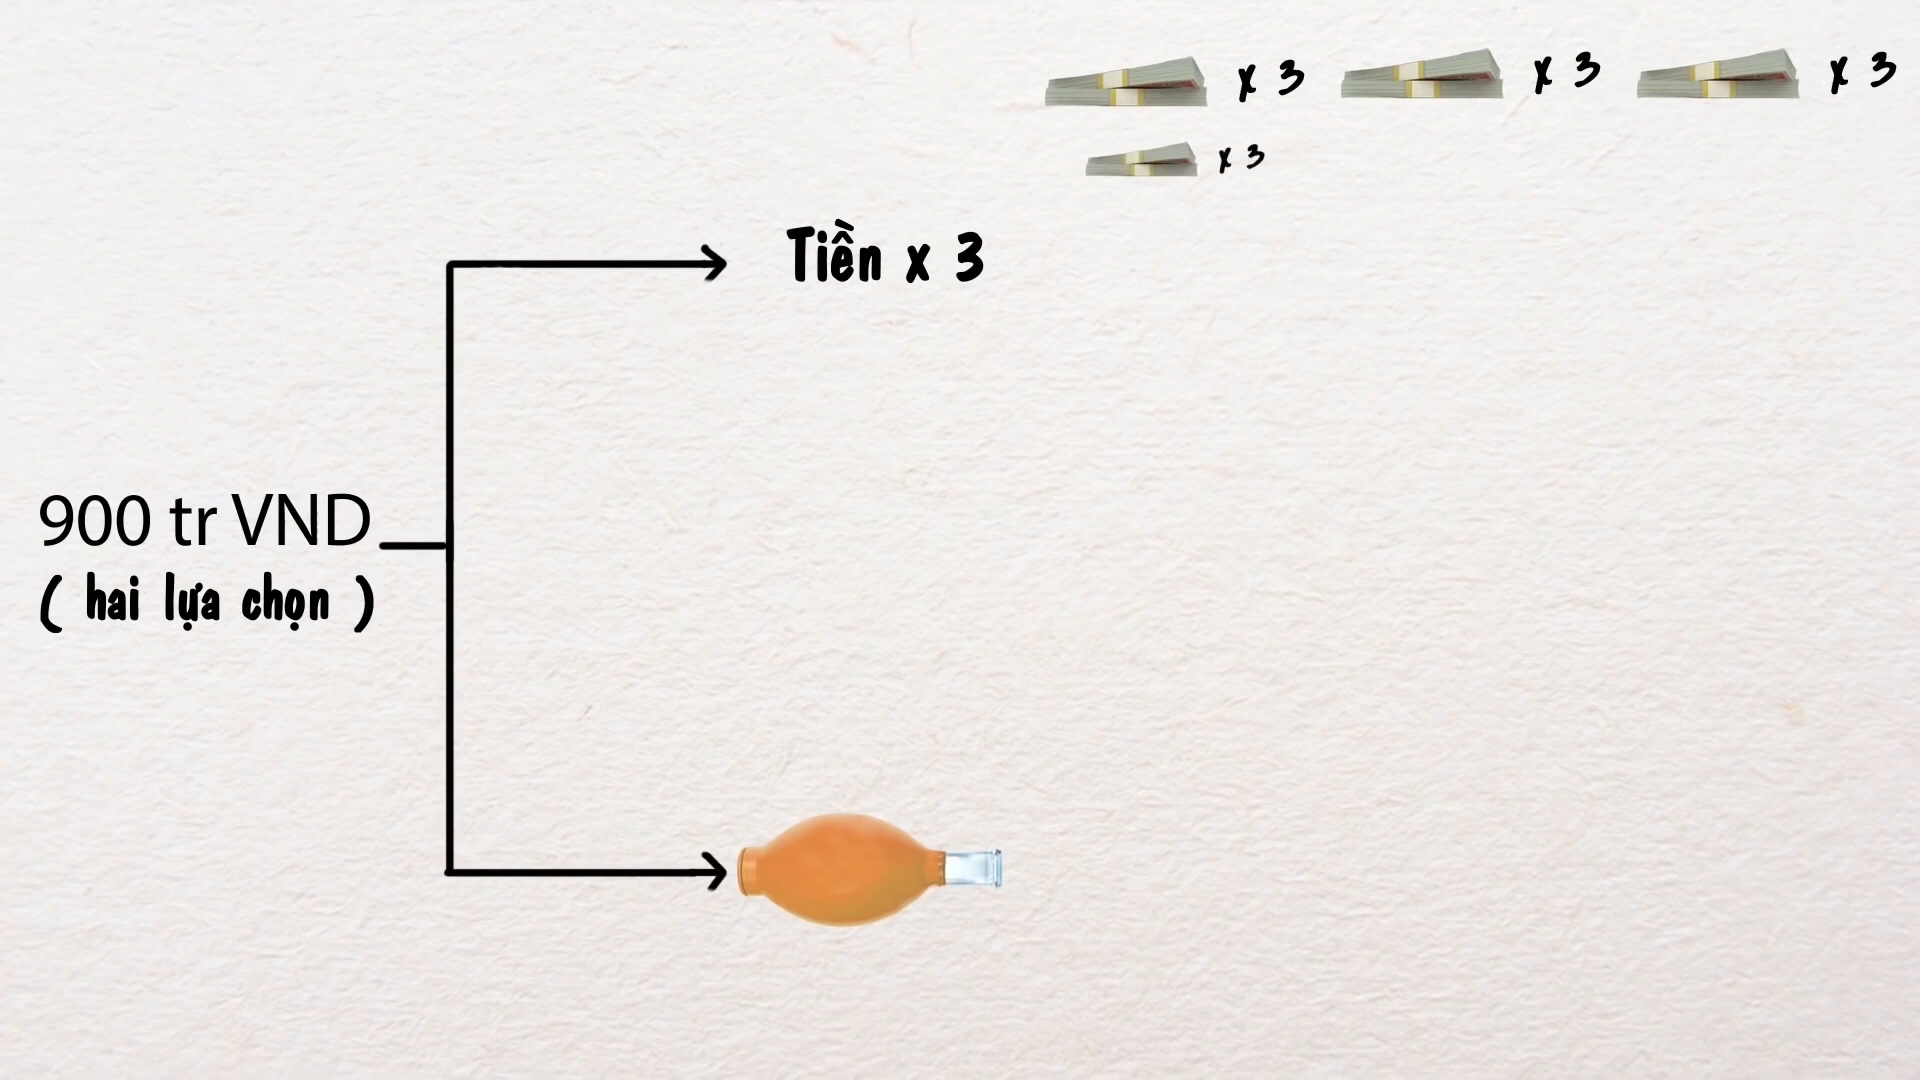 x 3 x 3 x 3
x 3
Tiền x 3
900 tr VND
( hai lựa chọn )